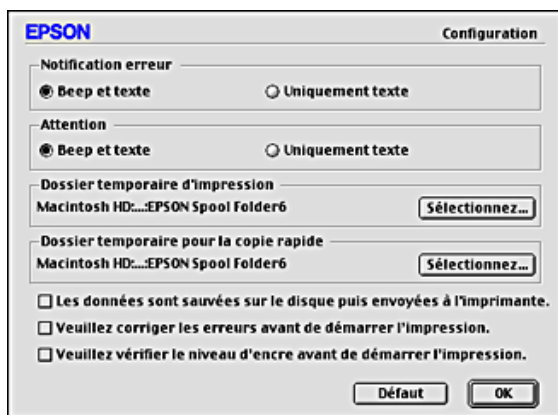 EPSON Configuration
Notification erreur
Beep et texte Uniquement texte
Attention
Beep et texte Uniquement texte
Dossier temporaire d'impression
Macintosh HD:...:EPSON Spool Folder6 Sélectionnez...
Dossier temporaire pour la copie rapide
Macintosh HD:...:EPSON Spool Folder6 Sélectionnez...
Les données sont sauvées sur le disque puis envoyées à l'imprimante.
Veuillez corriger les erreurs avant de démarrer l'impression.
Veuillez vérifier le niveau d'encre avant de démarrer l'impression.
Défaut OK